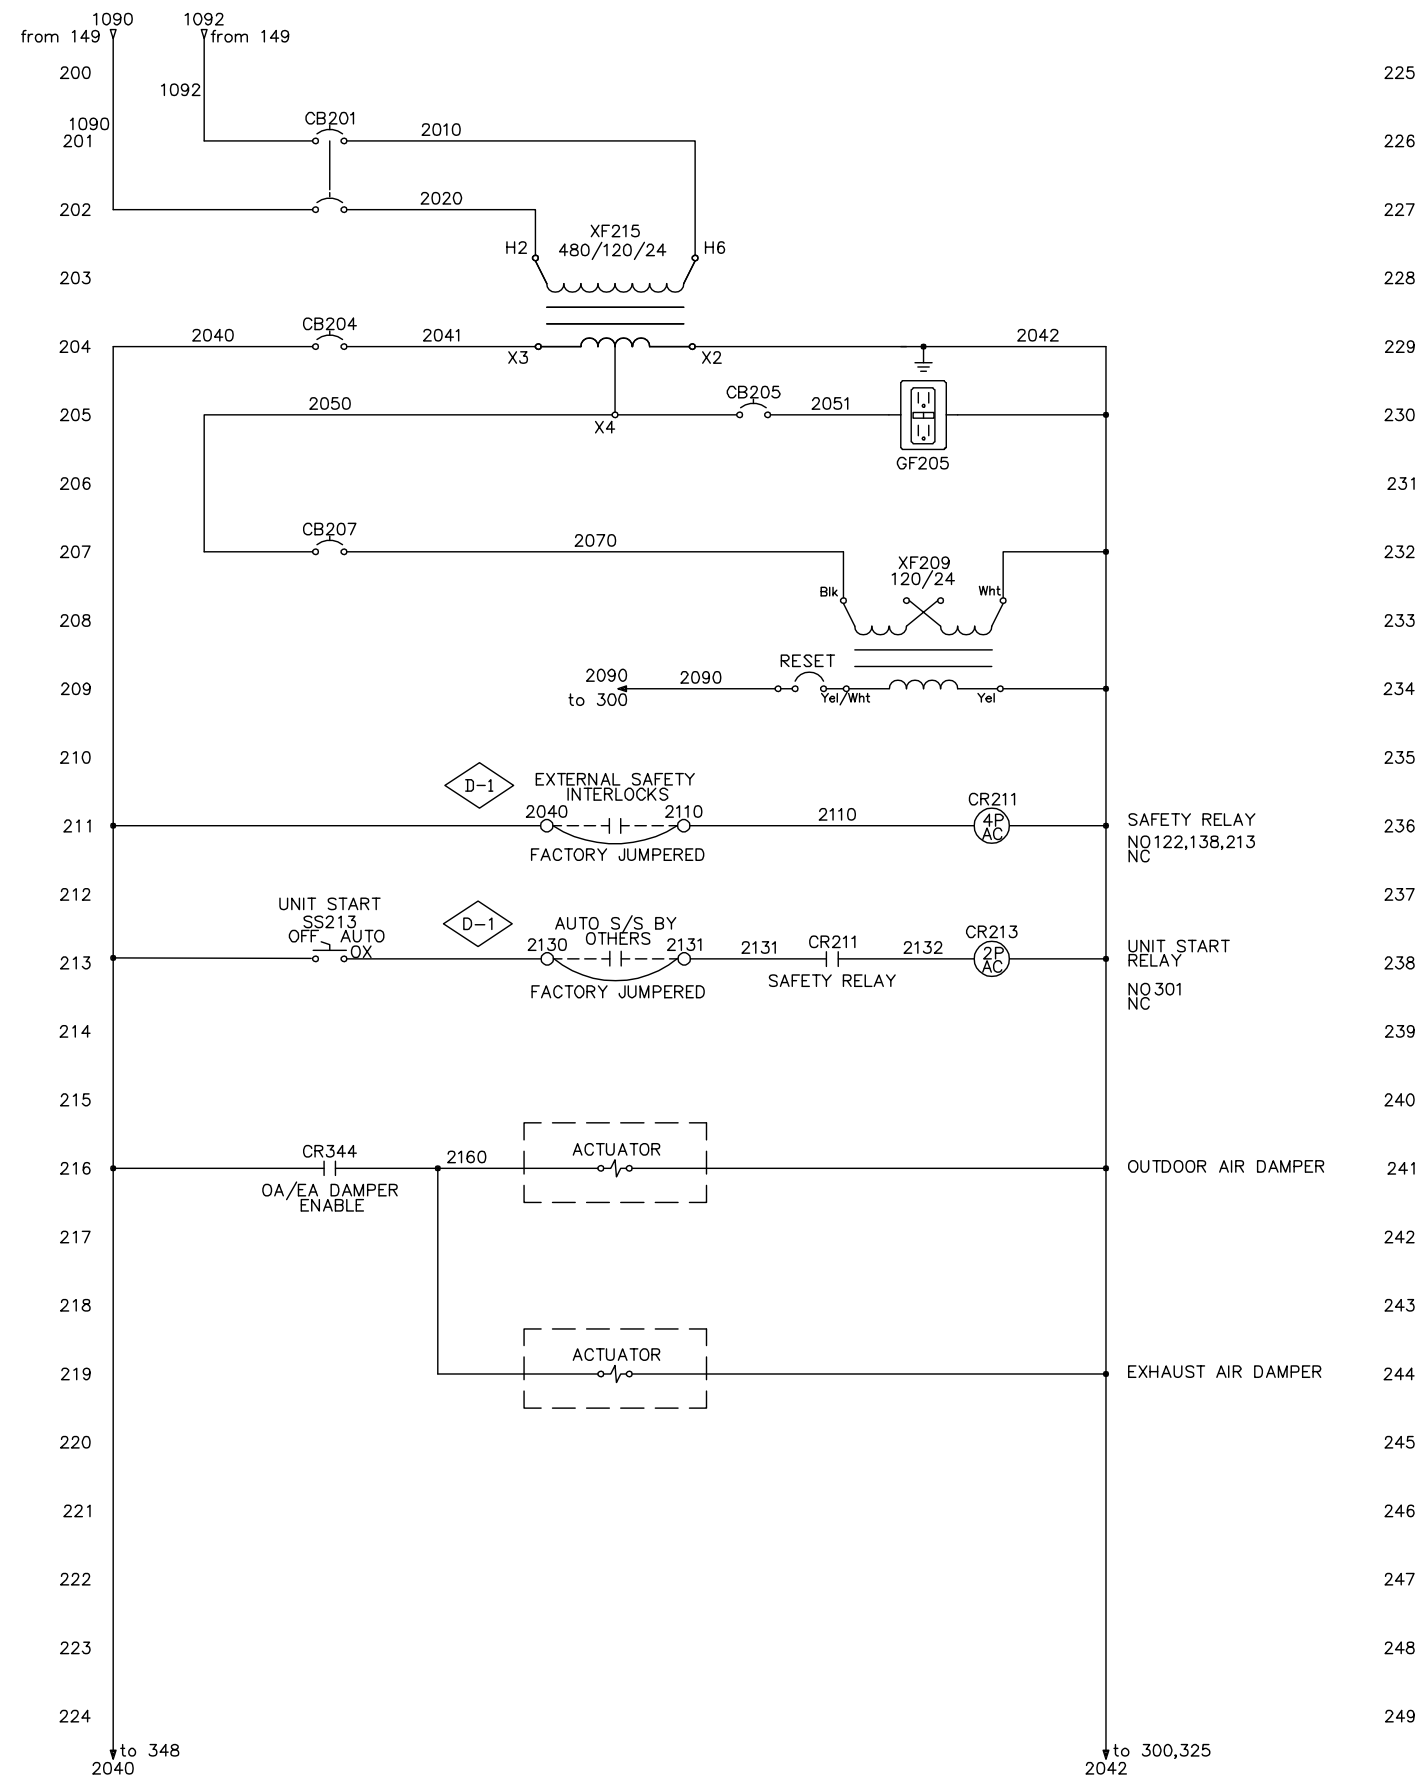 1090
1092
from 149
from 149
200
225
1092
1090
CB201
2010
201
226
202
2020
227
XF215
480/120/24
H2
H6
203
228
2040
CB204
2041
2042
204
X3
X2
229
2050
CB205
2051
205
X4
230
GF205
206
231
CB207
2070
207
232
XF209
120/24
Blk
Wht
208
233
RESET
2090
2090
209
to 300
Yel/Wht
Yel
234
210
235
D-1
EXTERNAL SAFETY
INTERLOCKS
2040
2110
2110
CR211
4P
AC
211
SAFETY RELAY
236
NO 122,138,213
NC
FACTORY JUMPERED
212
237
UNIT START
SS213
OFF
AUTO
OX
D-1
AUTO S/S BY
OTHERS
2130
2131
2131
CR211
2132
CR213
2P
AC
213
UNIT START
RELAY
238
NO 301
NC
SAFETY RELAY
FACTORY JUMPERED
214
239
215
240
CR344
2160
ACTUATOR
216
OUTDOOR AIR DAMPER
241
OA/EA DAMPER
ENABLE
217
242
218
243
ACTUATOR
219
EXHAUST AIR DAMPER
244
220
245
221
246
222
247
223
248
224
249
to 348
2040
to 300,325
2042